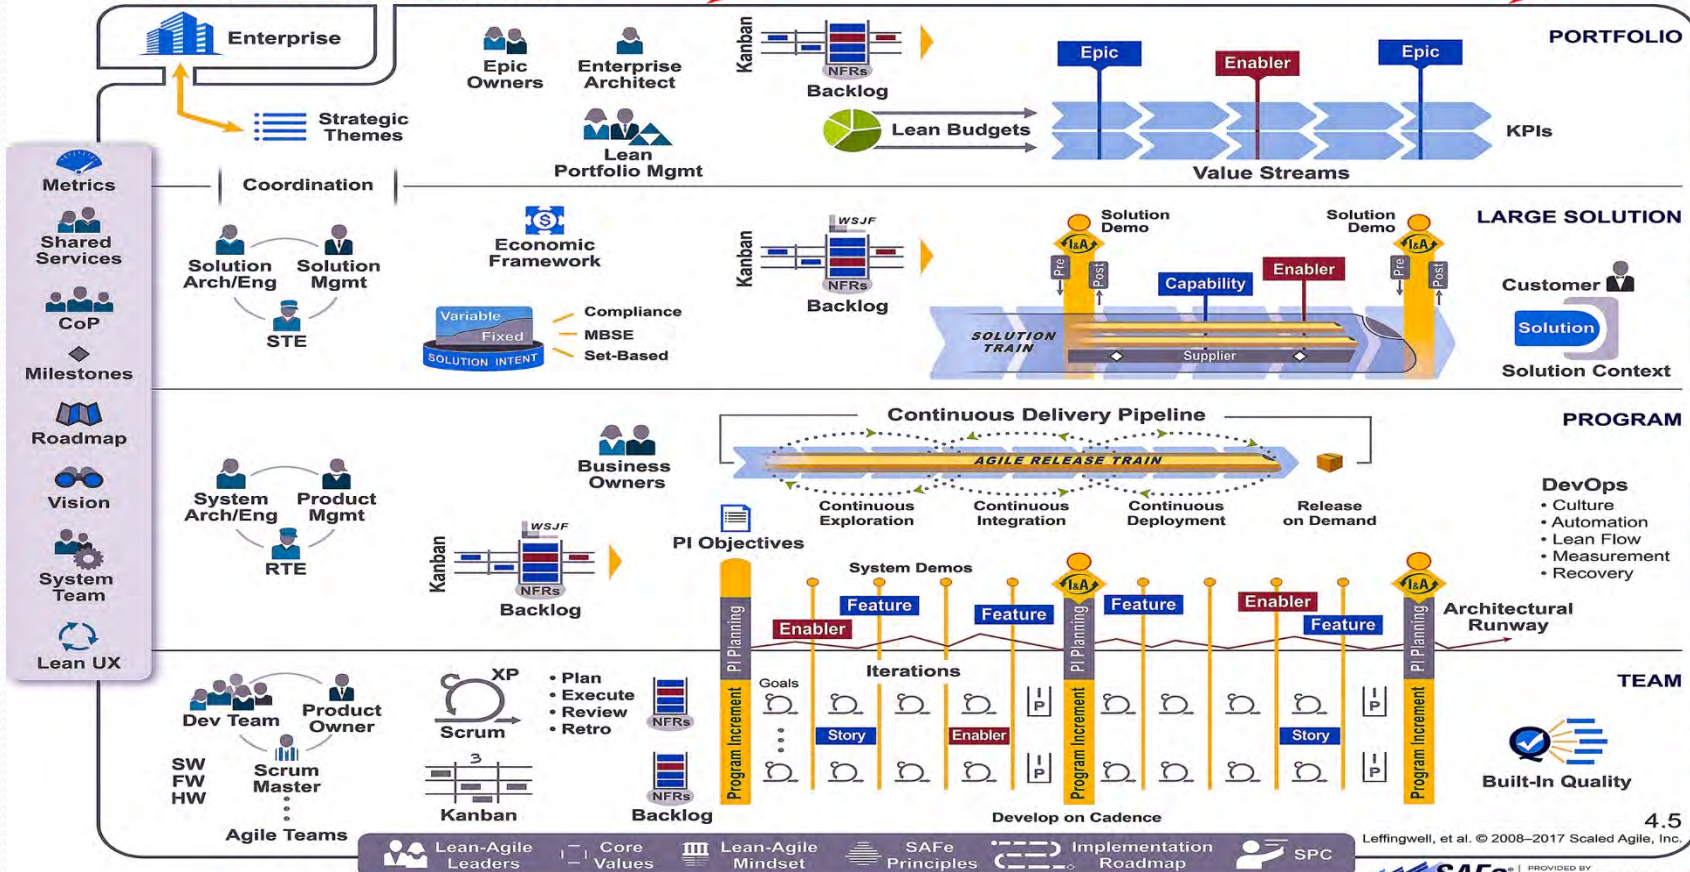 Enterprise
Strategic
Themes
Epic
Owners
Enterprise
Architect
Lean
Portfolio Mgmt
Kanban
NFRs
Backlog
Lean Budgets
Epic
Enabler
Epic
PORTFOLIO
KPIs
Value Streams
Metrics
Shared
Services
CoP
Milestones
Roadmap
Vision
System
Team
Lean UX
Coordination
Solution
Arch/Eng
Solution
Mgmt
STE
Economic
Framework
Variable
Fixed
SOLUTION INTENT
Compliance
MBSE
Set-Based
Kanban
WSJF
NFRs
Backlog
Solution
Demo
I&A
Pre
Post
Capability
Enabler
Solution
Demo
I&A
Pre
Post
SOLUTION
TRAIN
Supplier
LARGE SOLUTION
Customer
Solution
Solution Context
PROGRAM
System
Arch/Eng
Product
Mgmt
RTE
Business
Owners
Kanban
WSJF
NFRs
Backlog
Continuous Delivery Pipeline
AGILE RELEASE TRAIN
Continuous
Exploration
Continuous
Integration
Continuous
Deployment
Release
on Demand
DevOps
• Culture
• Automation
• Lean Flow
• Measurement
• Recovery
PI Objectives
System Demos
PI Planning
Enabler
Feature
Feature
I&A
PI Planning
Feature
Enabler
Feature
I&A
PI Planning
Architectural
Runway
TEAM
Dev Team
Product
Owner
Scrum
Master
SW
FW
HW
Agile Teams
XP
Scrum
• Plan
• Execute
• Review
• Retro
3
Kanban
NFRs
NFRs
Backlog
Program Increment
Goals
Iterations
Story
Enabler
I
P
I
P
Program Increment
Story
I
P
I
P
Program Increment
Develop on Cadence
Built-In Quality
4.5
Leffingwell, et al. © 2008–2017 Scaled Agile, Inc.
Lean-Agile
Leaders
Core
Values
Lean-Agile
Mindset
SAFe
Principles
Implementation
Roadmap
SPC
SAFe®
PROVIDED BY